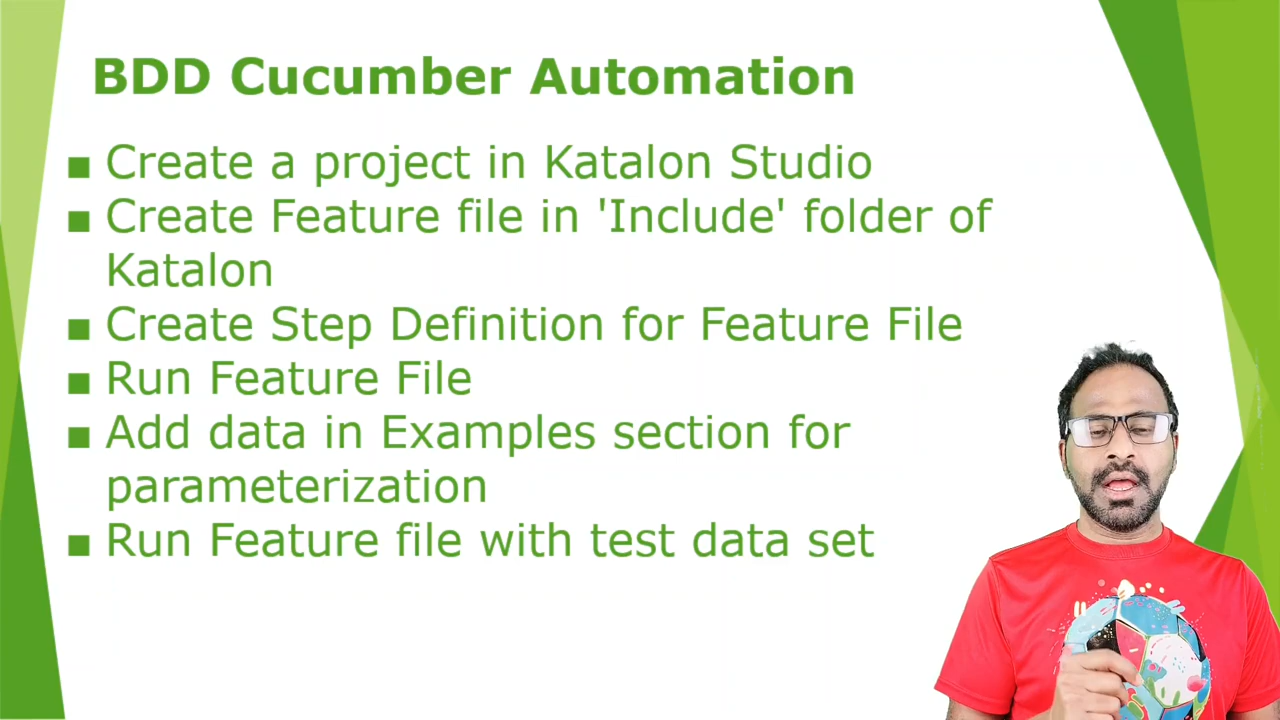 BDD Cucumber Automation
■ Create a project in Katalon Studio
■ Create Feature file in 'Include' folder of
Katalon
■ Create Step Definition for Feature File
■ Run Feature File
■ Add data in Examples section for
parameterization
■ Run Feature file with test data set